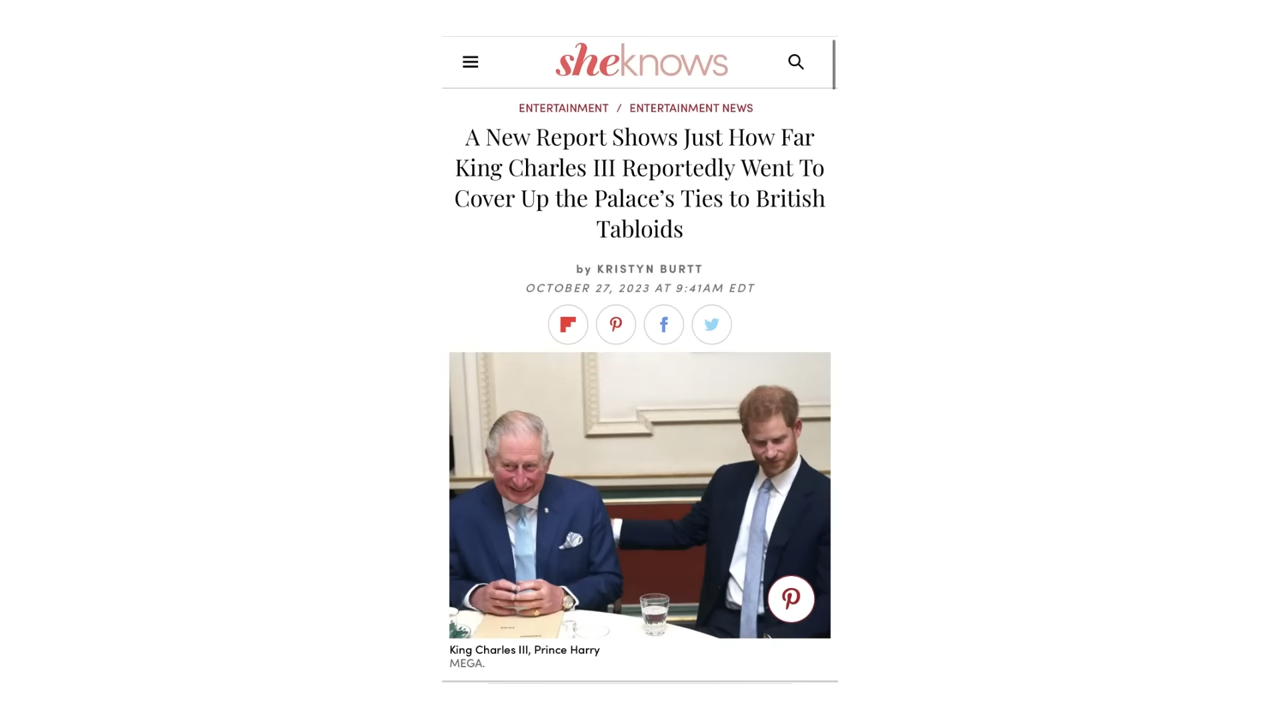 sheknows
ENTERTAINMENT / ENTERTAINMENT NEWS
A New Report Shows Just How Far
King Charles III Reportedly Went To
Cover Up the Palace’s Ties to British
Tabloids
by KRISTYN BURTT
OCTOBER 27, 2023 AT 9:41AM EDT
King Charles III, Prince Harry
MEGA.